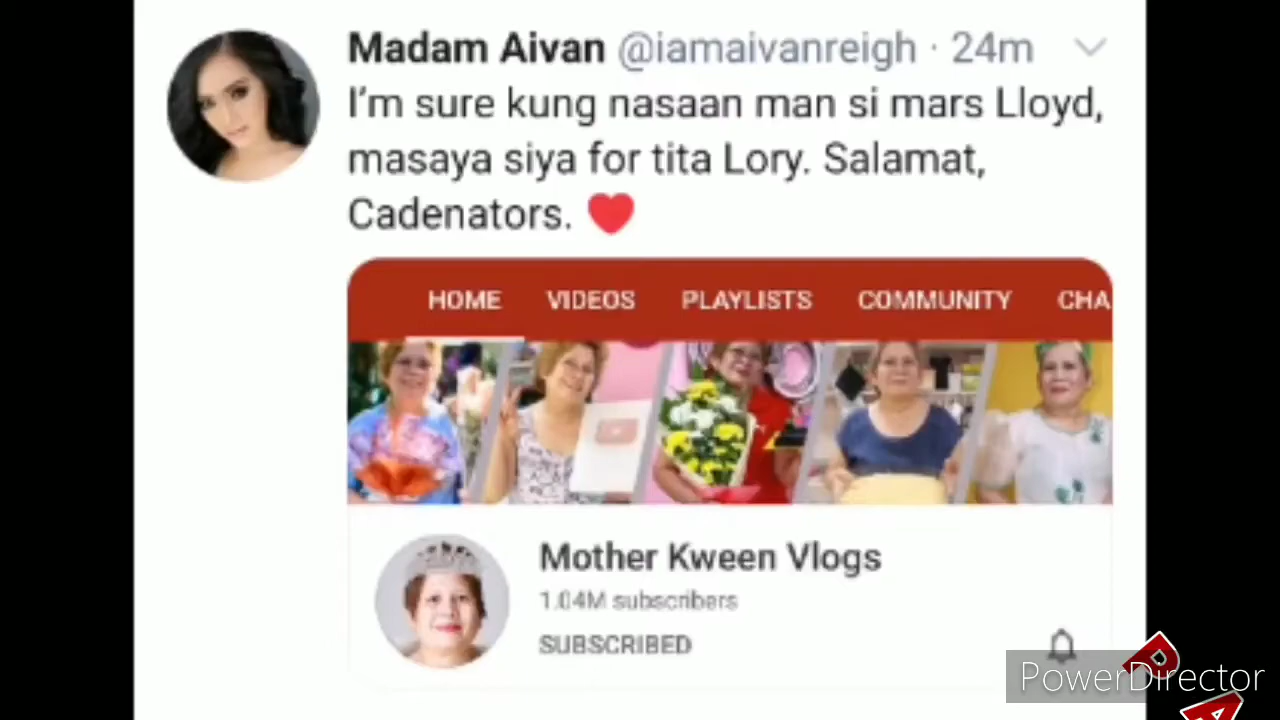 Madam Aivan @iamaivanreigh · 24m
I'm sure kung nasaan man si mars Lloyd,
masaya siya for tita Lory. Salamat,
Cadenators. ❤️
HOME VIDEOS PLAYLISTS COMMUNITY CHA
Mother Kween Vlogs
1.04M subscribers
SUBSCRIBED
PowerDirector